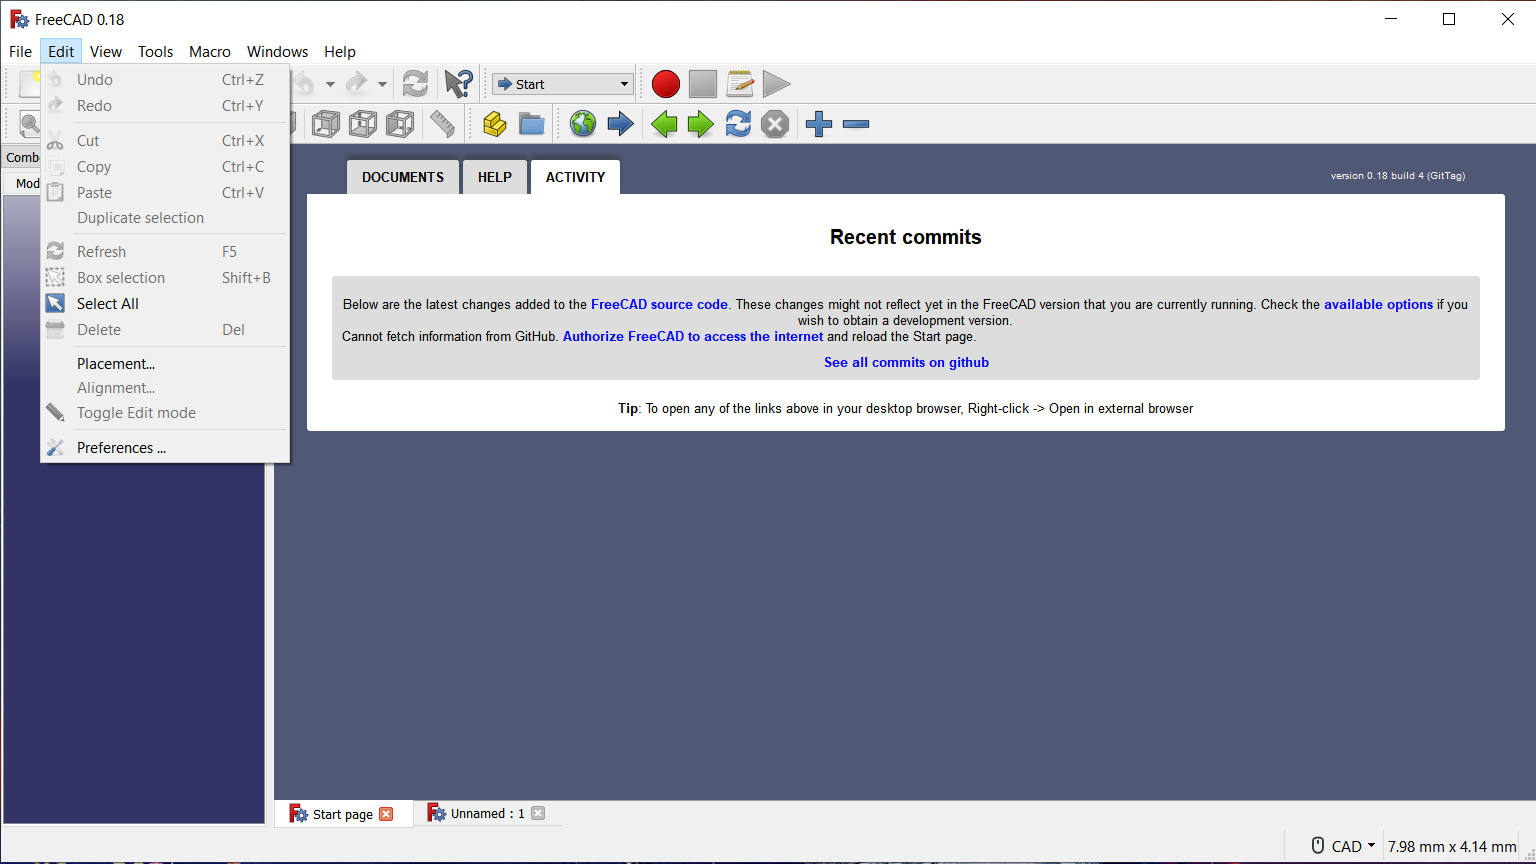 FreeCAD 0.18
File Edit View Tools Macro Windows Help
Undo Ctrl+Z
Redo Ctrl+Y
Cut Ctrl+X
Copy Ctrl+C
Paste Ctrl+V
Duplicate selection
Refresh F5
Box selection Shift+B
Select All
Delete Del
Placement...
Alignment...
Toggle Edit mode
Preferences ...
Start
Comb
Mod
DOCUMENTS HELP ACTIVITY
version 0.18 build 4 (GitTag)
Recent commits
Below are the latest changes added to the FreeCAD source code. These changes might not reflect yet in the FreeCAD version that you are currently running. Check the available options if you
wish to obtain a development version.
Cannot fetch information from GitHub. Authorize FreeCAD to access the internet and reload the Start page.
See all commits on github
Tip: To open any of the links above in your desktop browser, Right-click -> Open in external browser
Start page
Unnamed : 1
CAD
7.98 mm x 4.14 mm